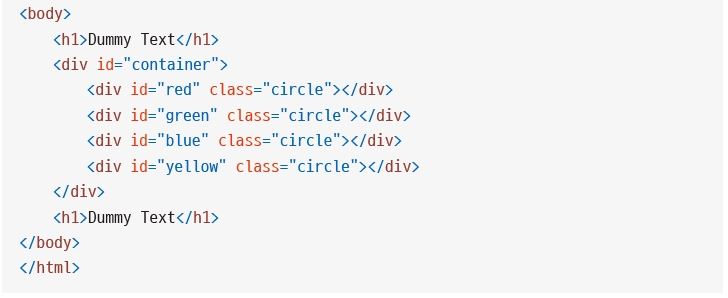 <body>
<h1>Dummy Text</h1>
<div id="container">
<div id="red" class="circle"></div>
<div id="green" class="circle"></div>
<div id="blue" class="circle"></div>
<div id="yellow" class="circle"></div>
</div>
<h1>Dummy Text</h1>
</body>
</html>